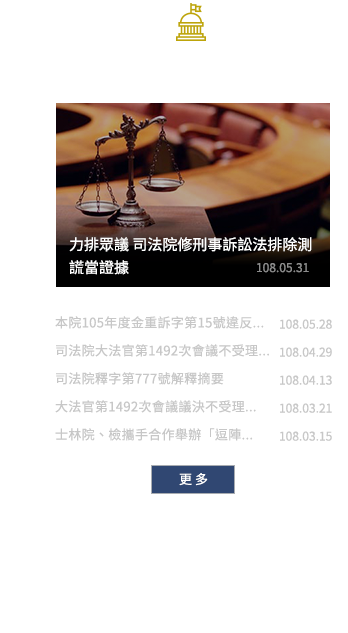 力排眾議 司法院修刑事訴訟法排除測
謊當證據
108.05.31
本院105年度金重訴字第15號違反... 108.05.28
司法院大法官第1492次會議不受理... 108.04.29
司法院釋字第777號解釋摘要 108.04.13
大法官第1492次會議議決不受理... 108.03.21
士林院、檢攜手合作舉辦「逗陣... 108.03.15
更多